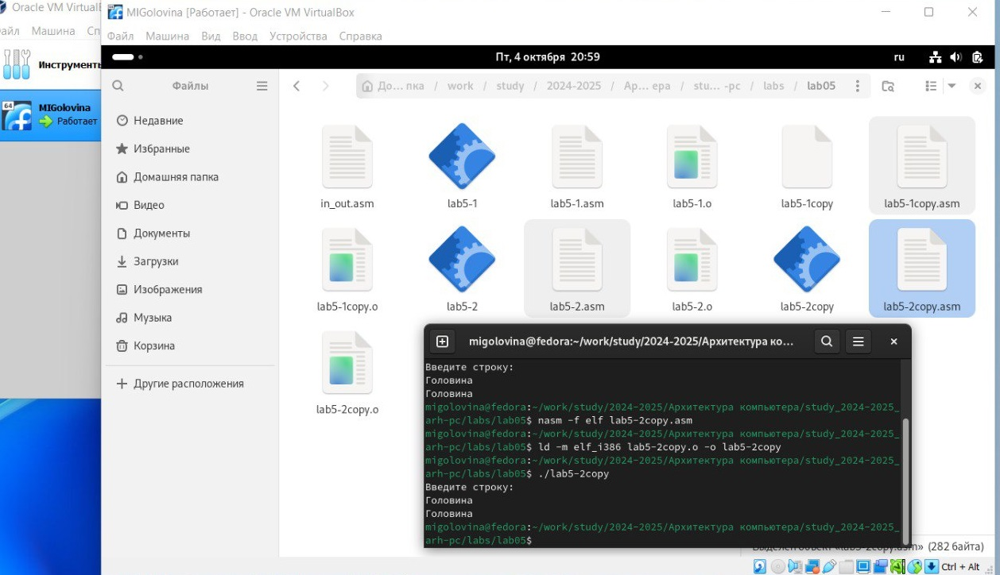 Oracle VM VirtualB
айл Машина Сп
Инструменты
64
MIGolovina
Работает
MIGolovina [Работает] - Oracle VM VirtualBox
Файл Машина Вид Ввод Устройства Справка
Пт, 4 октября 20:59
ru
Файлы
До... пка / work / study / 2024-2025 / Ар... ера / stu... -pc / labs / lab05
Недавние
Избранные
Домашняя папка
Видео
Документы
Загрузки
Изображения
Музыка
Корзина
Другие расположения
in_out.asm
lab5-1
lab5-1.asm
lab5-1.o
lab5-1copy
lab5-1copy.asm
lab5-1copy.o
lab5-2
lab5-2.asm
lab5-2.o
lab5-2copy
lab5-2copy.asm
lab5-2copy.o
migolovina@fedora:~/work/study/2024-2025/Архитектура ко...
Введите строку:
Головина
Головина
migolovina@fedora:~/work/study/2024-2025/Архитектура компьютера/study_2024-2025_
arh-pc/labs/lab05$ nasm -f elf lab5-2copy.asm
migolovina@fedora:~/work/study/2024-2025/Архитектура компьютера/study_2024-2025_
arh-pc/labs/lab05$ ld -m elf_i386 lab5-2copy.o -o lab5-2copy
migolovina@fedora:~/work/study/2024-2025/Архитектура компьютера/study_2024-2025_
arh-pc/labs/lab05$ ./lab5-2copy
Введите строку:
Головина
Головина
migolovina@fedora:~/work/study/2024-2025/Архитектура компьютера/study_2024-2025_
arh-pc/labs/lab05$
Выделен объект «lab5-2copy.asm» (282 байта)
Ctrl + Alt